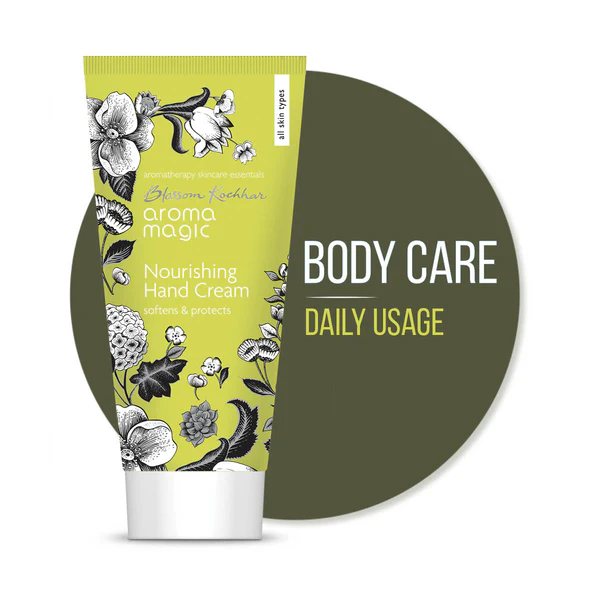 all skin types
aromatherapy skincare essentials
Blossom Kochhar
aroma
magic
Nourishing
Hand Cream
softens & protects
BODY CARE
DAILY USAGE